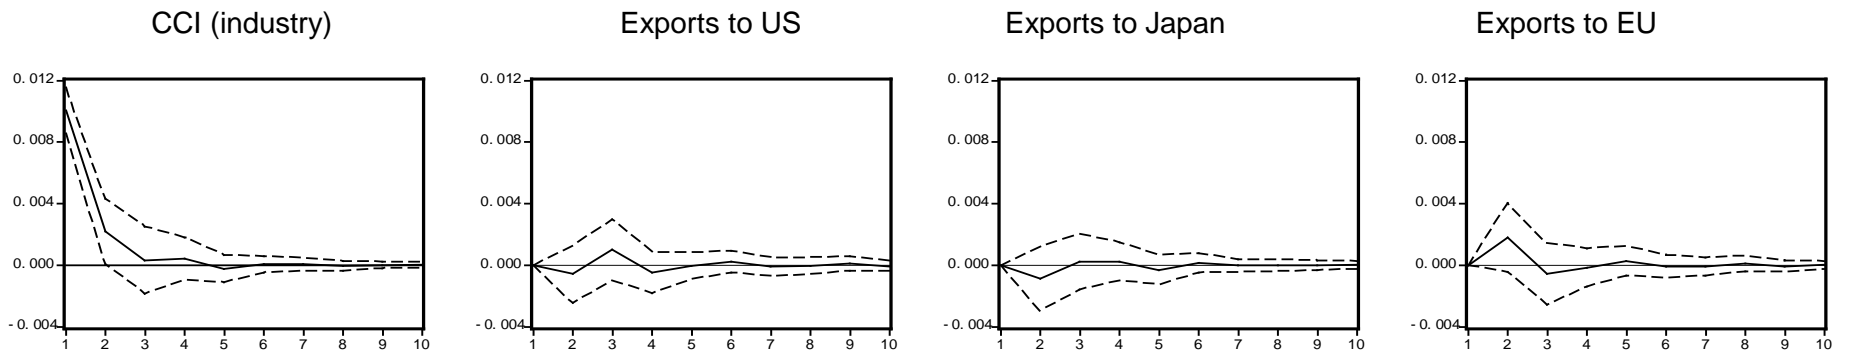 CCI (industry) Exports to US Exports to Japan Exports to EU
0. 012 0. 012 0. 012 0. 012
0. 008 0. 008 0. 008 0. 008
0. 004 0. 004 0. 004 0. 004
0. 000 0. 000 0. 000 0. 000
- 0. 004 - 0. 004 - 0. 004 - 0. 004
1 2 3 4 5 6 7 8 9 10 1 2 3 4 5 6 7 8 9 10 1 2 3 4 5 6 7 8 9 10 1 2 3 4 5 6 7 8 9 10